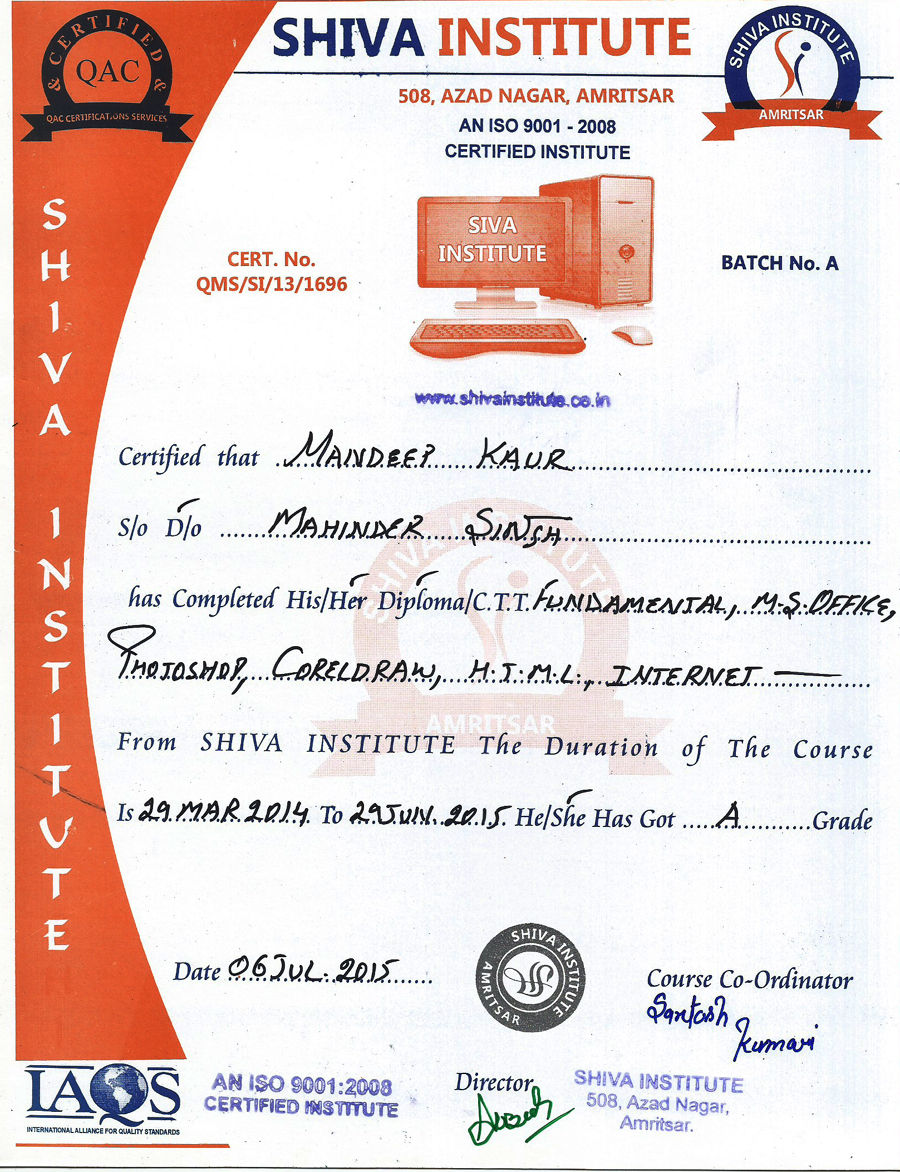 SHIVA INSTITUTE
& CERTIFIED &
QAC
QAC CERTIFICATIONS SERVICES
SHIVA INSTITUTE
AMRITSAR
508, AZAD NAGAR, AMRITSAR
AN ISO 9001 - 2008
CERTIFIED INSTITUTE
SHIVA INSTITUTE
SIVA
INSTITUTE
CERT. No.
QMS/SI/13/1696
BATCH No. A
www.shivainstitute.co.in
Certified that MANDEEP KAUR
S/o D/o MAHINDER SINGH
has Completed His/Her Diploma/C.T.T. FUNDAMENTAL, M.S.OFFICE,
PHOTOSHOP, CORELDRAW, H.T.M.L., INTERNET
From SHIVA INSTITUTE The Duration of The Course
Is 29 MAR 2014 To 29 JUN. 2015 He/She Has Got A Grade
SHIVA INSTITUTE
AMRITSAR
Date 06 JUL. 2015
SHIVA INSTITUTE
AMRITSAR
Course Co-Ordinator
Santosh
Kumari
IAQS
INTERNATIONAL ALLIANCE FOR QUALITY STANDARDS
AN ISO 9001:2008
CERTIFIED INSTITUTE
Director
SHIVA INSTITUTE
508, Azad Nagar,
Amritsar.